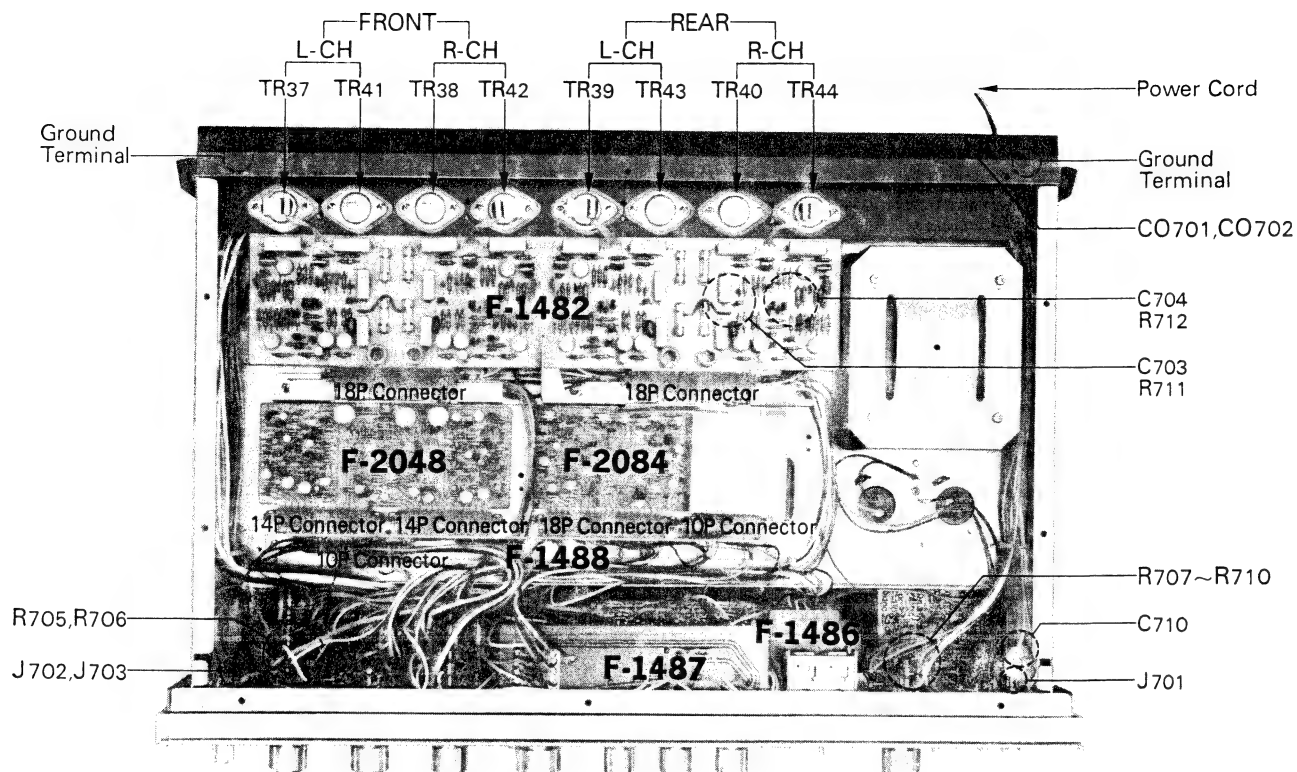 FRONT REAR
L-CH R-CH L-CH R-CH
TR37 TR41 TR38 TR42 TR39 TR43 TR40 TR44
Power Cord
Ground
Terminal
Ground
Terminal
CO701,CO702
F-1482
C704
R712
C703
R711
18P Connector 18P Connector
F-2048 F-2084
14P Connector 14P Connector 18P Connector 10P Connector
10P Connector F-1488
R707~R710
R705,R706
F-1486
C710
J702,J703
F-1487
J701